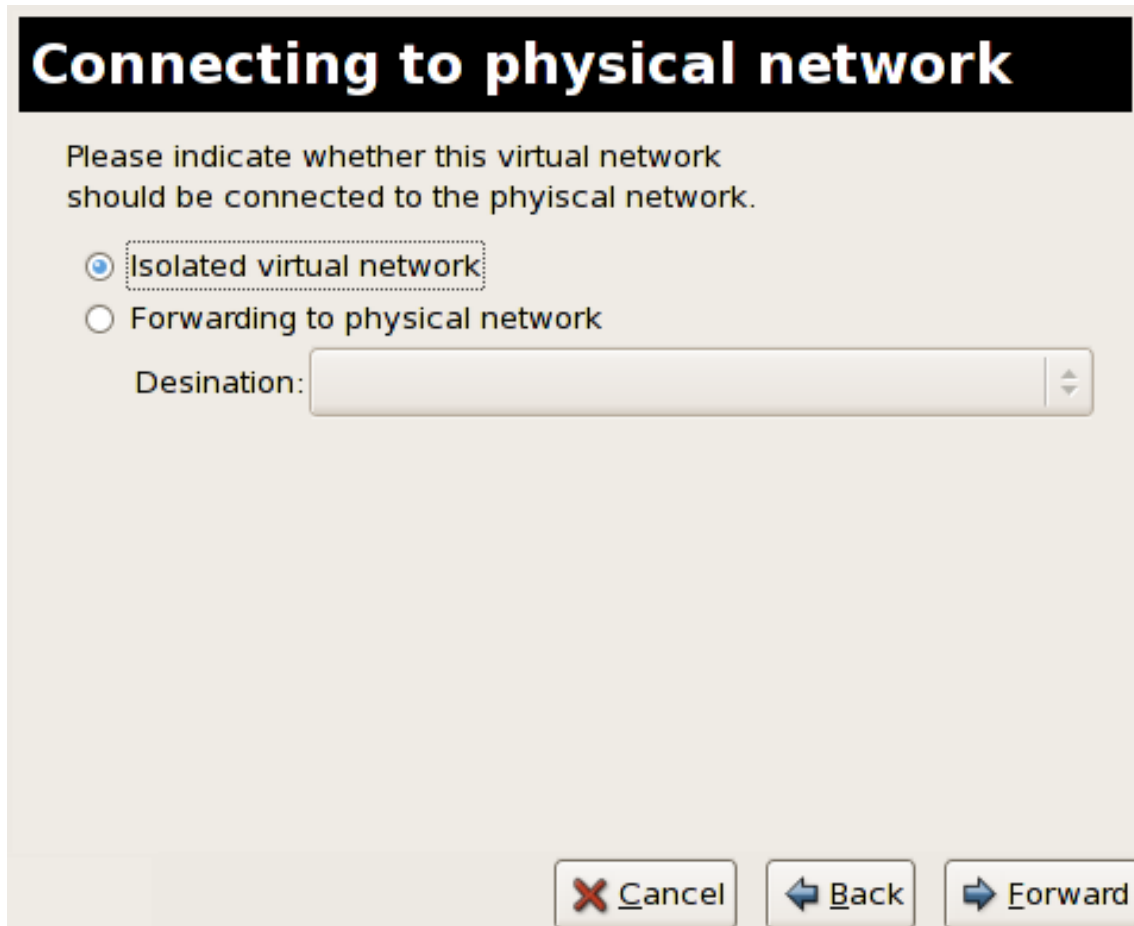 Connecting to physical network
Please indicate whether this virtual network
should be connected to the phyiscal network.
Isolated virtual network
Forwarding to physical network
Desination:
Cancel Back Forward